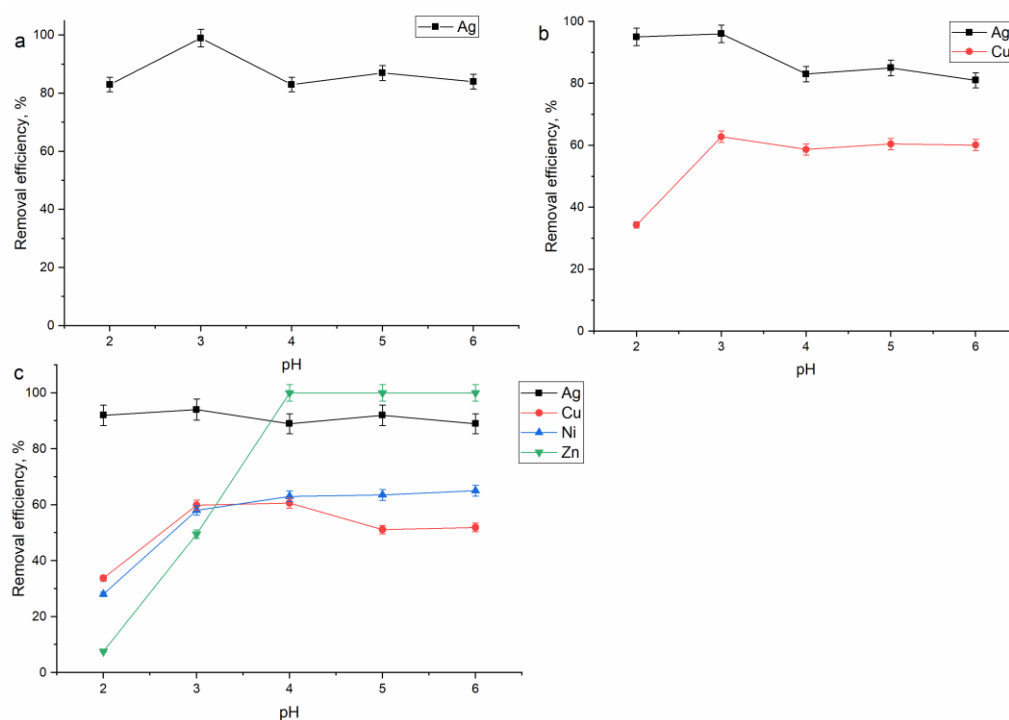 a
Ag
Removal efficiency, %
100
80
60
40
20
0
2 3 4 5 6
pH
b
Ag
Cu
Removal efficiency, %
100
80
60
40
20
0
2 3 4 5 6
pH
c
Ag
Cu
Ni
Zn
Removal efficiency, %
100
80
60
40
20
0
2 3 4 5 6
pH